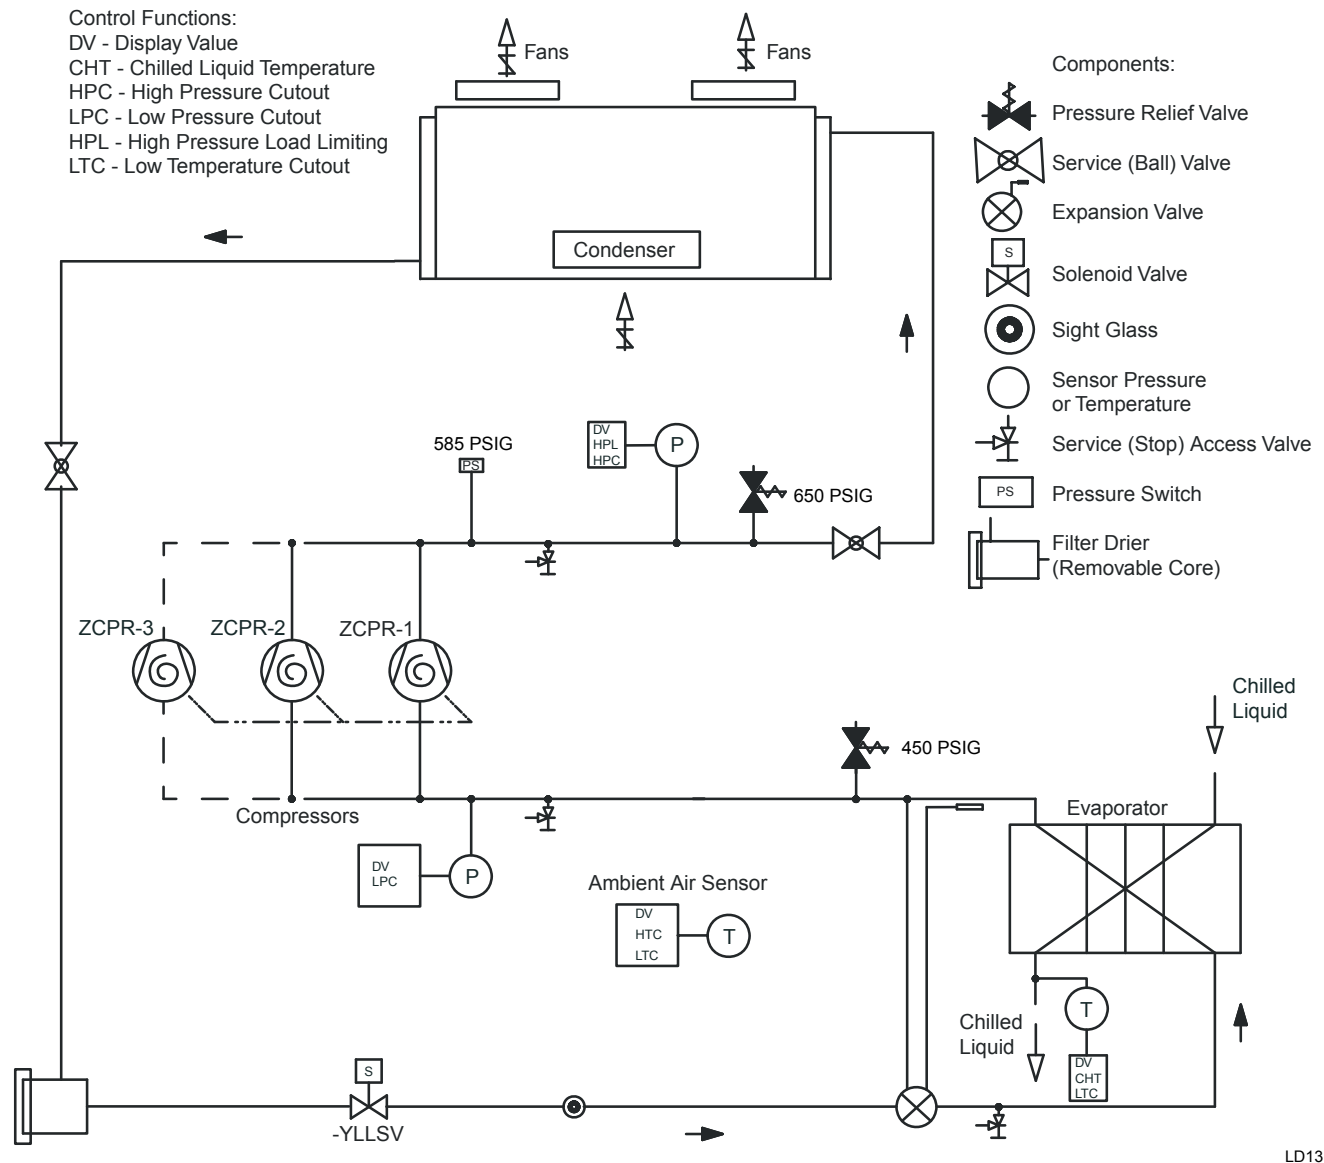 Control Functions:
DV - Display Value
CHT - Chilled Liquid Temperature
HPC - High Pressure Cutout
LPC - Low Pressure Cutout
HPL - High Pressure Load Limiting
LTC - Low Temperature Cutout
Fans
Fans
Components:
Pressure Relief Valve
Service (Ball) Valve
Expansion Valve
S
Solenoid Valve
Sight Glass
Sensor Pressure
or Temperature
Service (Stop) Access Valve
PS
Pressure Switch
Filter Drier
(Removable Core)
Condenser
585 PSIG
PS
DV
HPL
HPC
P
650 PSIG
ZCPR-3
ZCPR-2
ZCPR-1
Chilled
Liquid
450 PSIG
Compressors
Evaporator
DV
LPC
P
Ambient Air Sensor
DV
HTC
LTC
T
T
Chilled
Liquid
DV
CHT
LTC
S
-YLLSV
LD13